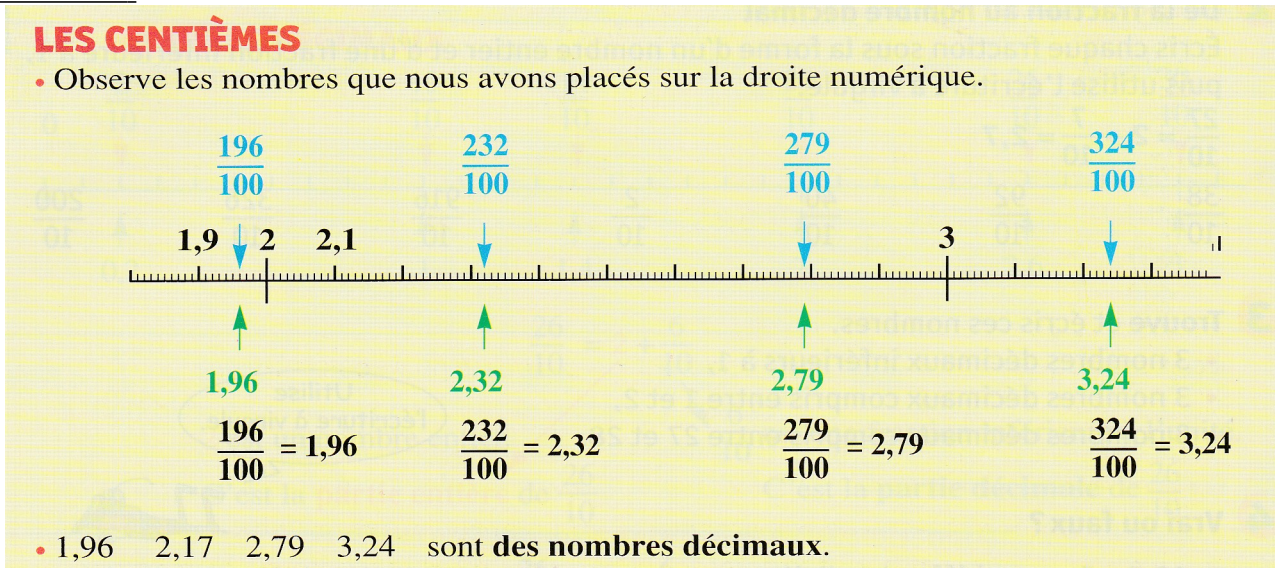 LES CENTIÈMES
• Observe les nombres que nous avons placés sur la droite numérique.
196/100 232/100 279/100 324/100
1,9 2 2,1 3
1,96 2,32 2,79 3,24
196/100 = 1,96 232/100 = 2,32 279/100 = 2,79 324/100 = 3,24
• 1,96 2,17 2,79 3,24 sont des nombres décimaux.